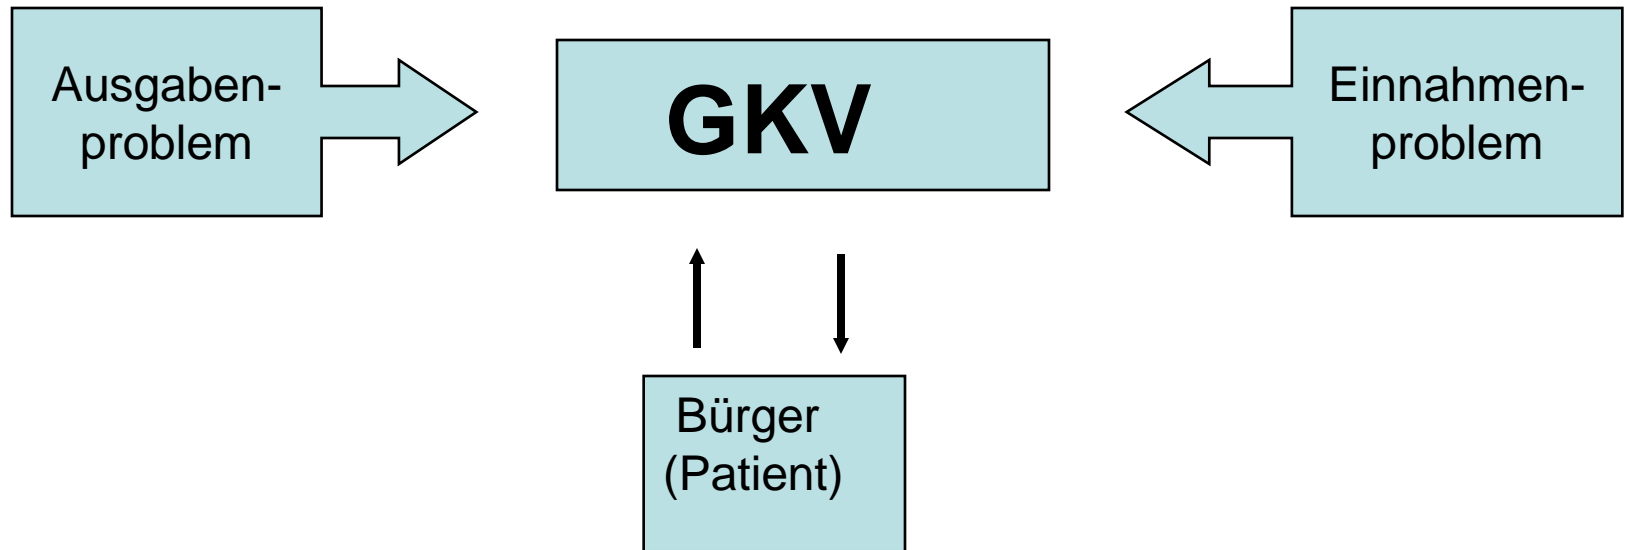 Ausgaben-
problem
GKV
Einnahmen-
problem
Bürger
(Patient)